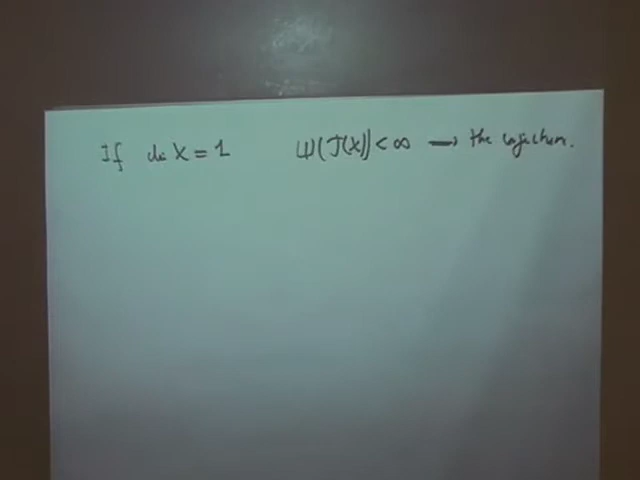 If dim X = 1 Ш(J(X)) < ∞ → the conjecture.